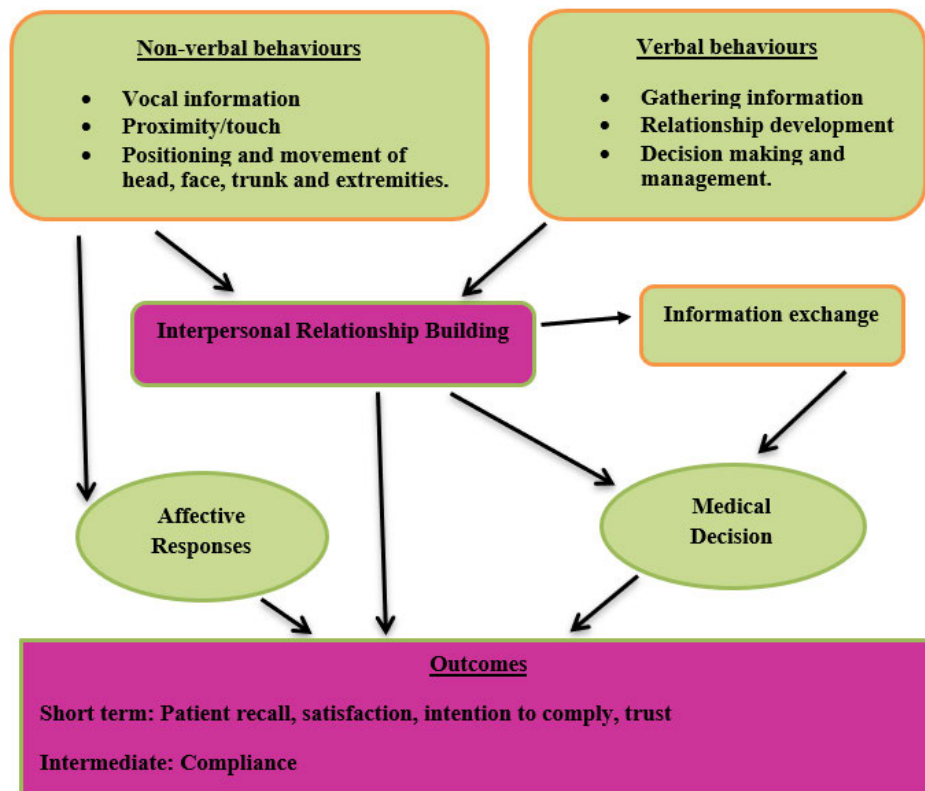 Non-verbal behaviours
• Vocal information
• Proximity/touch
• Positioning and movement of
head, face, trunk and extremities.
Verbal behaviours
• Gathering information
• Relationship development
• Decision making and
management.
Interpersonal Relationship Building
Information exchange
Affective
Responses
Medical
Decision
Outcomes
Short term: Patient recall, satisfaction, intention to comply, trust
Intermediate: Compliance